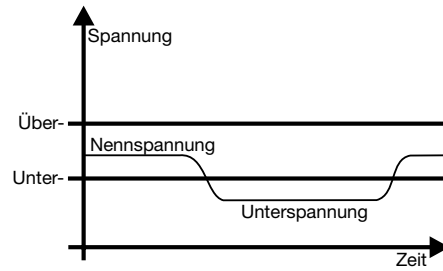 Spannung
Über-
Nennspannung
Unter-
Unterspannung
Zeit